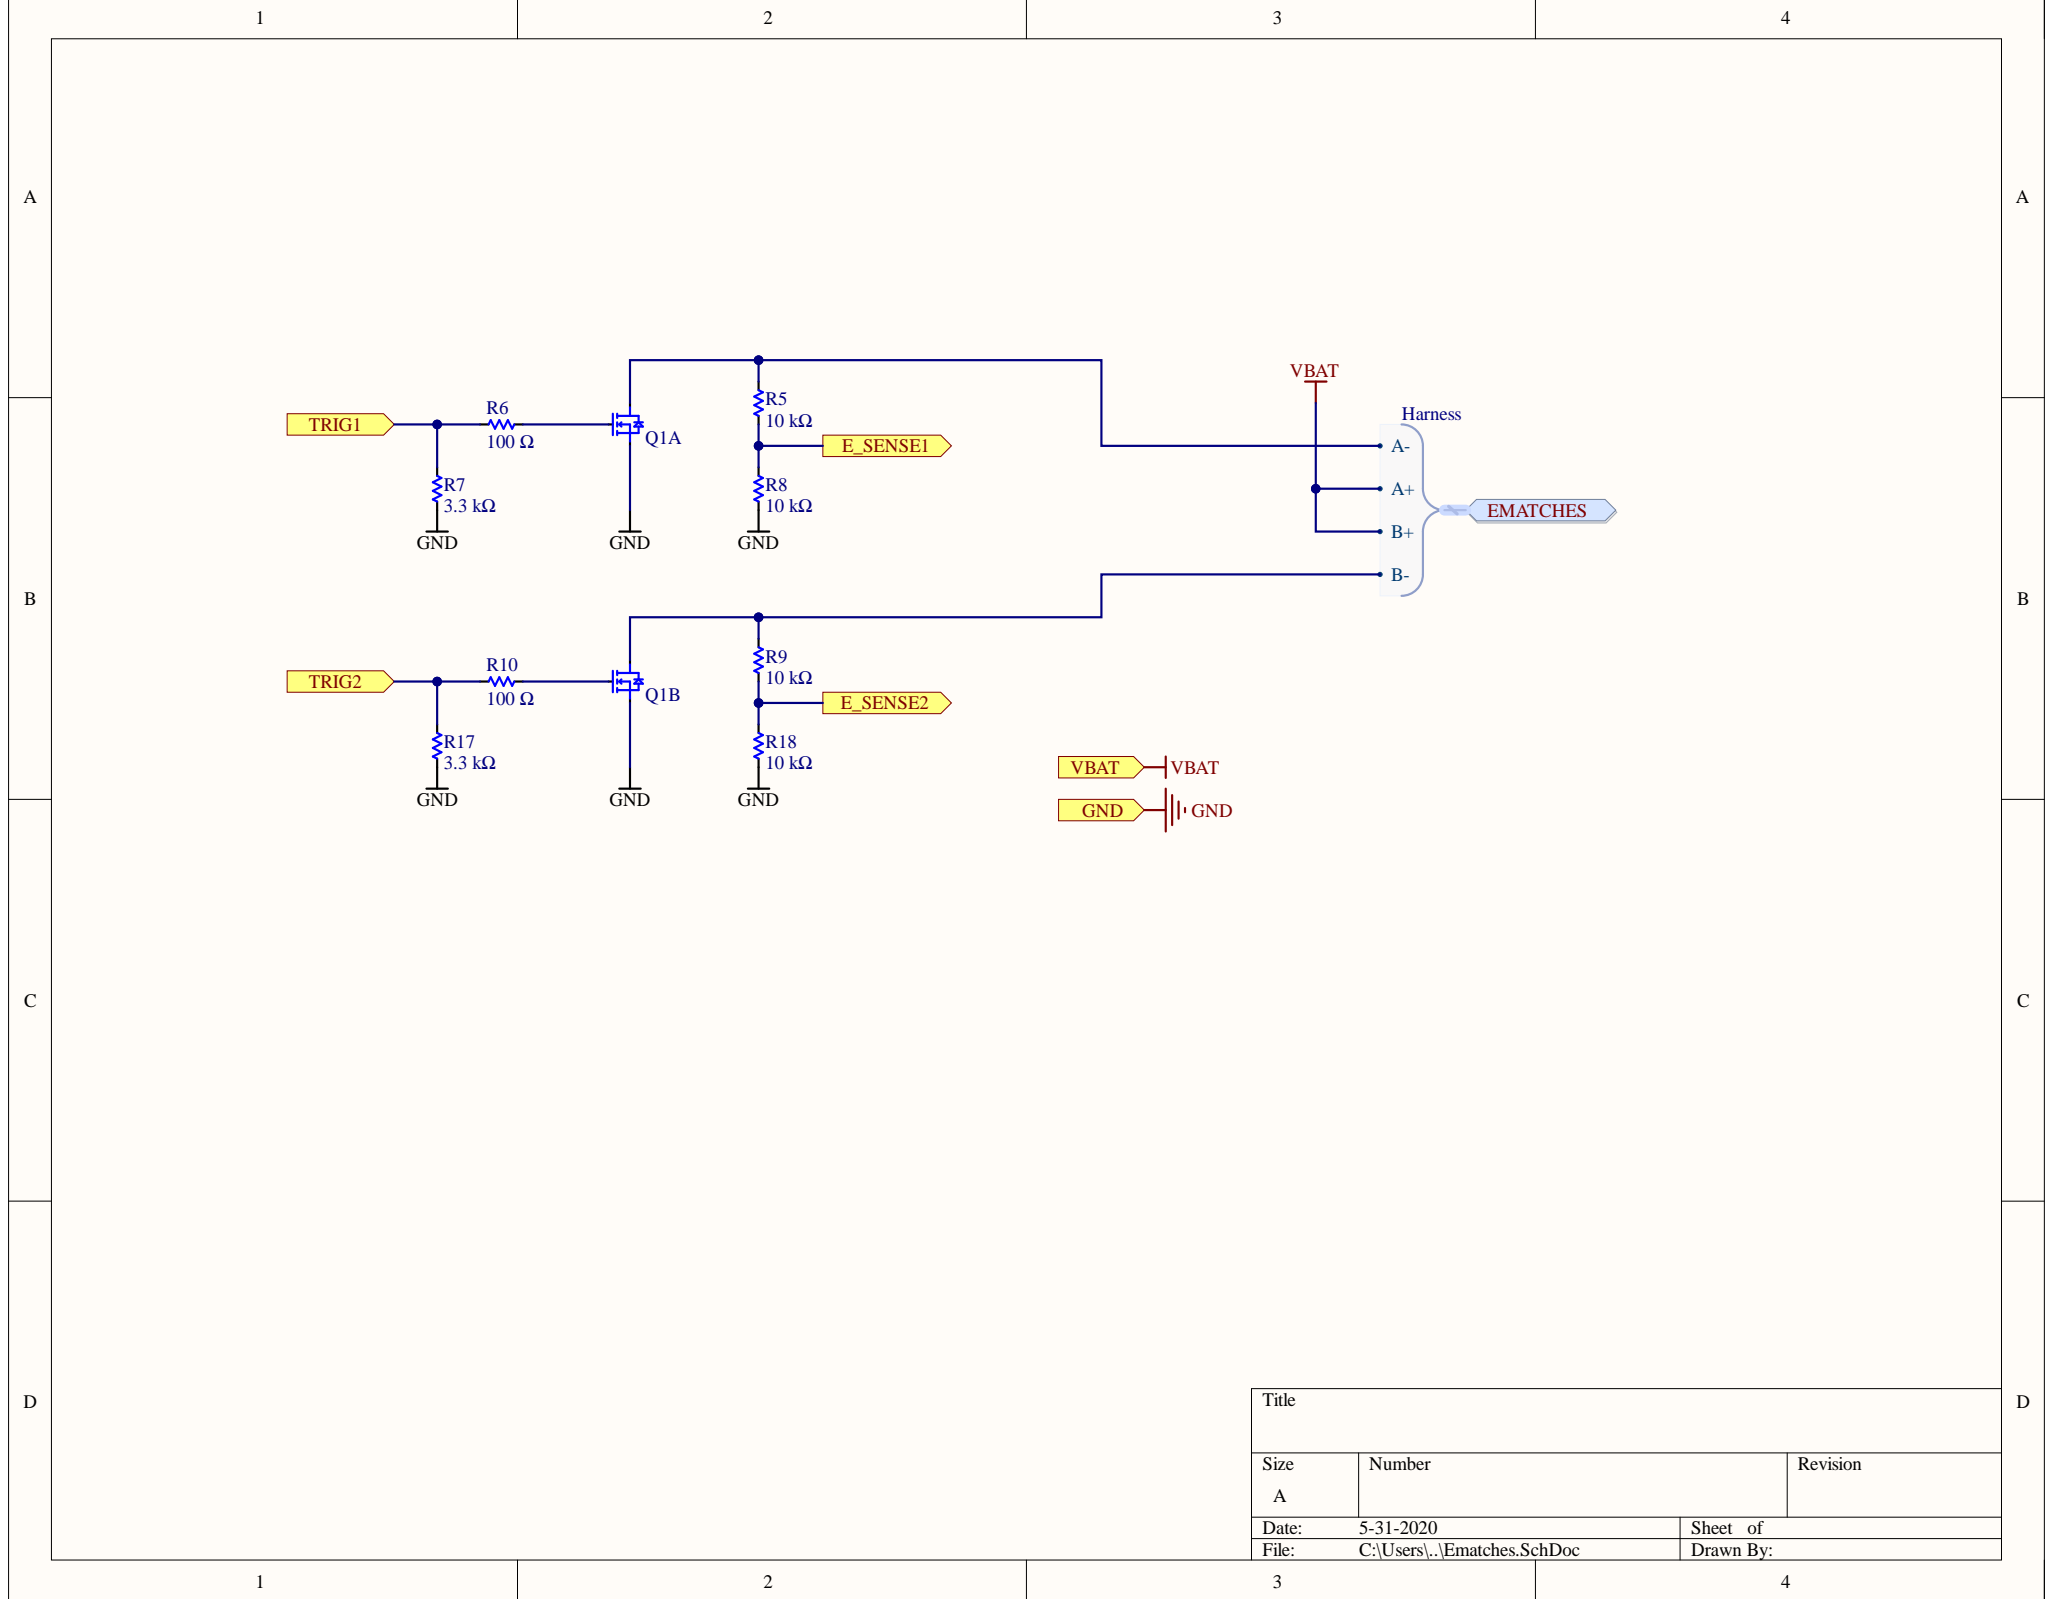 1
2
3
4
A
A
VBAT
Harness
R6
R5
TRIG1
10 kΩ
100 Ω
Q1A
E_SENSE1
A-
R7
R8
A+
3.3 kΩ
10 kΩ
EMATCHES
B+
GND
GND
GND
B-
B
B
R10
R9
TRIG2
10 kΩ
100 Ω
Q1B
E_SENSE2
R17
R18
3.3 kΩ
10 kΩ
VBAT
VBAT
GND
GND
GND
GND
GND
C
C
D
D
Title
Size
Number
Revision
A
Date: 5-31-2020
Sheet of
File: C:\Users\..\Ematches.SchDoc
Drawn By:
1
2
3
4